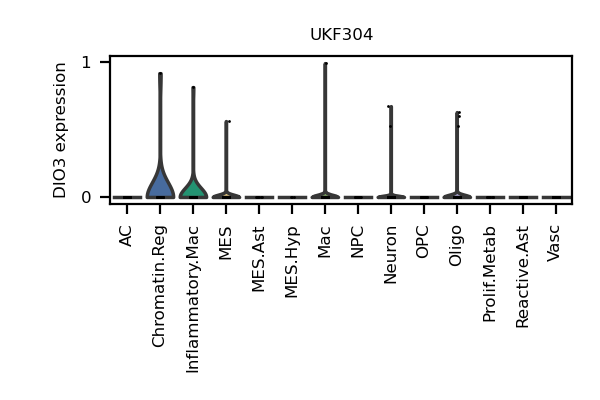 UKF304
DIO3 expression
1
0
AC
Chromatin.Reg
Inflammatory.Mac
MES
MES.Ast
MES.Hyp
Mac
NPC
Neuron
OPC
Oligo
Prolif.Metab
Reactive.Ast
Vasc